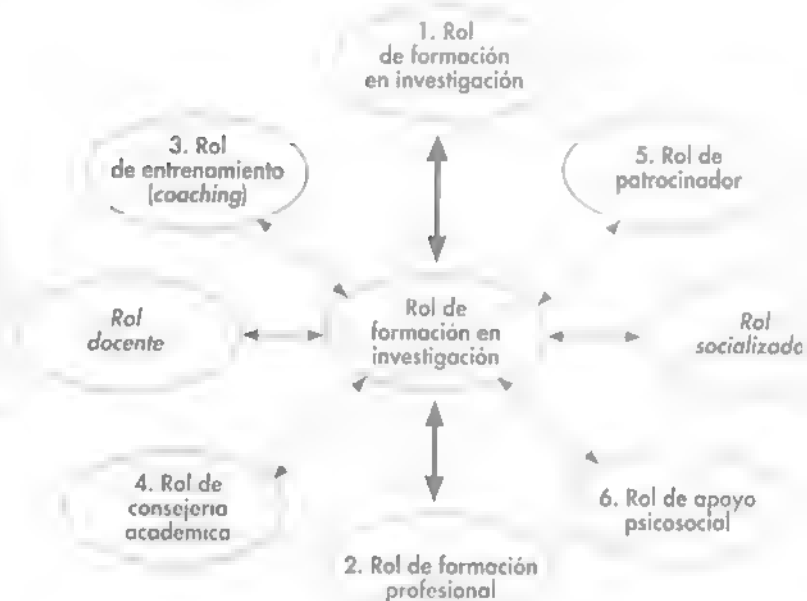 1. Rol
de formación
en investigación
3. Rol
de entrenamiento
(coaching)
5. Rol de
patrocinador
Rol
docente
Rol de
formación en
investigación
Rol
socializado
4. Rol de
consejeria
academica
6. Rol de apoyo
psicosocial
2. Rol de formación
profesional